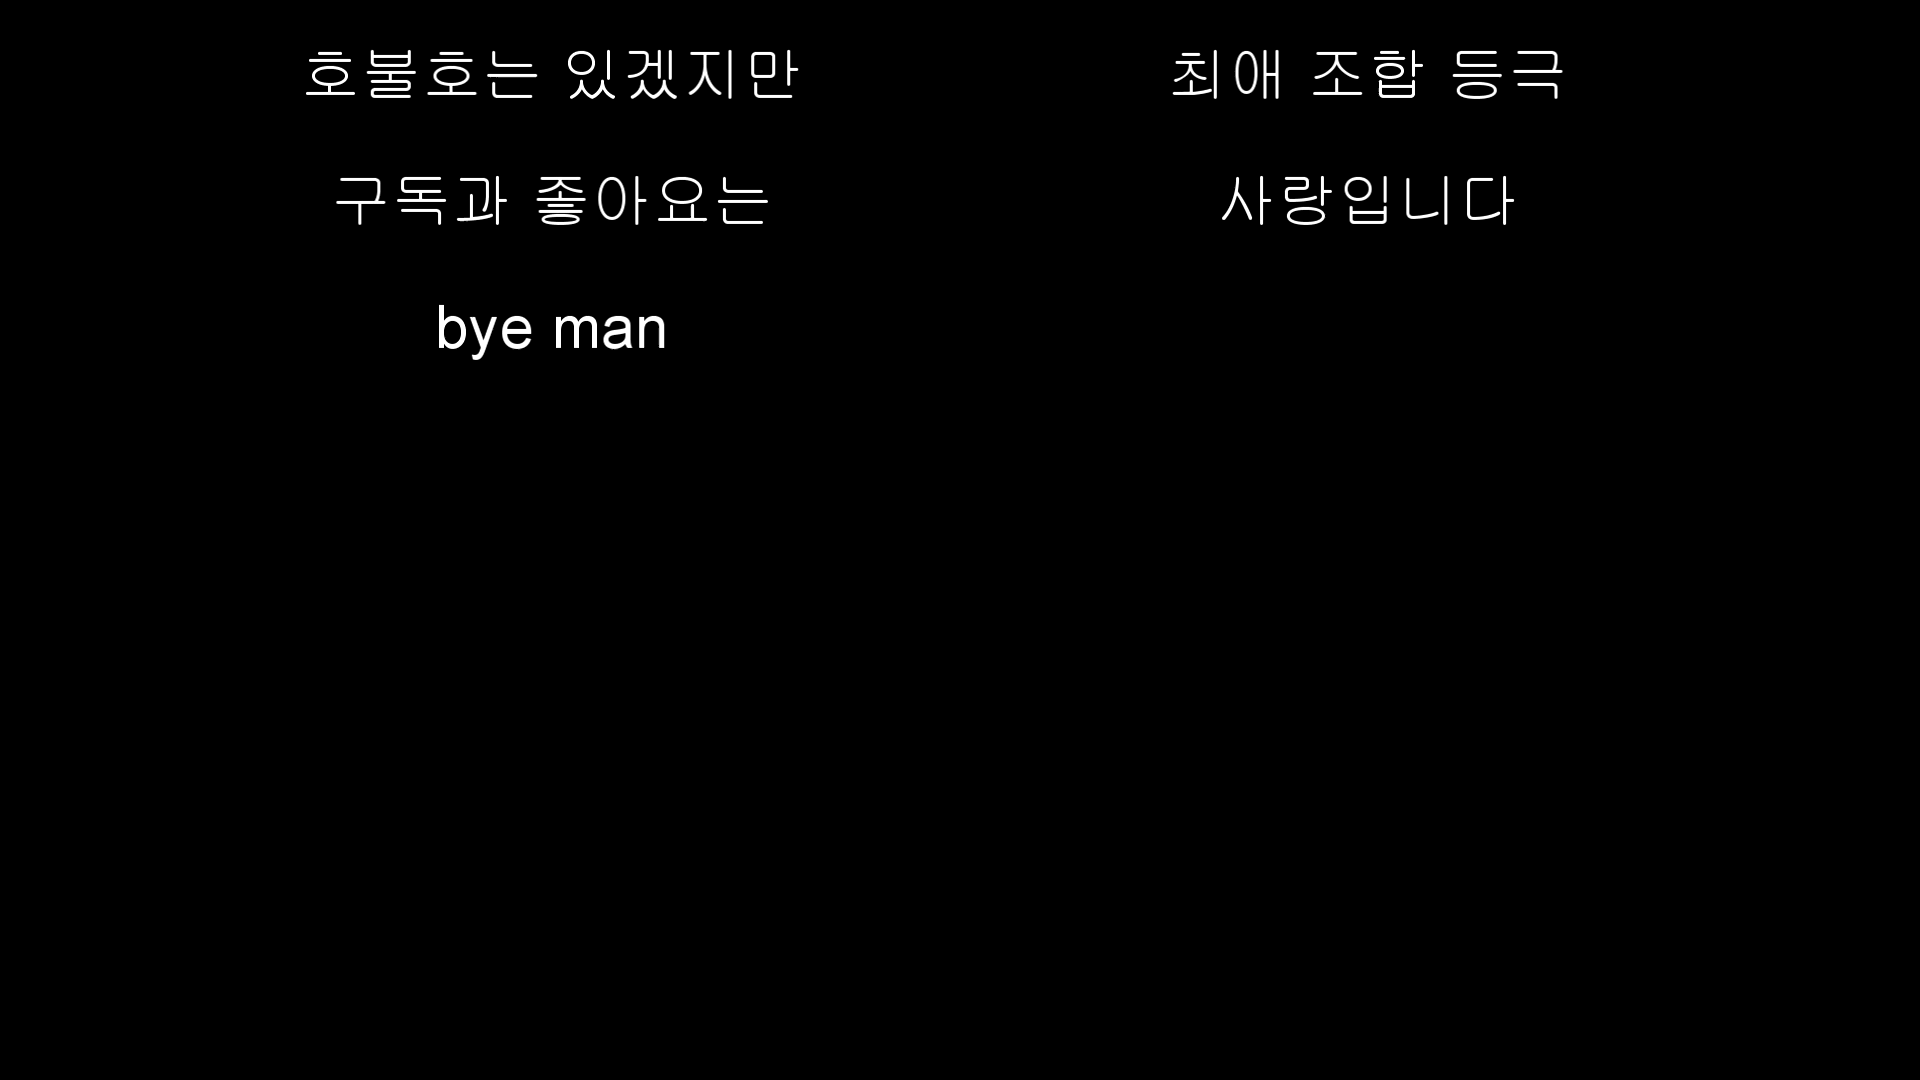 호불호는 있겠지만
구독과 좋아요는
bye man
최애 조합 등극
사랑입니다